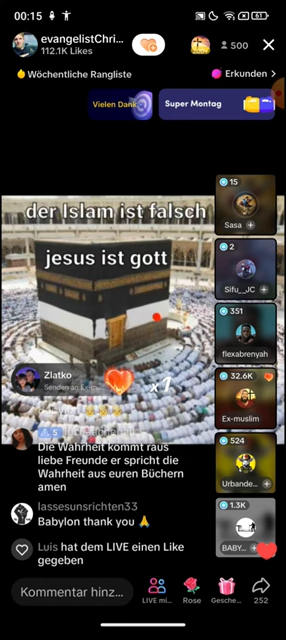 00:15
61
evangelistChri...
112.1K Likes
500
Wöchentliche Rangliste
Erkunden >
Vielen Dank
Super Montag
der Islam ist falsch
jesus ist gott
15
Sasa
2
Sifu__JC
351
flexabrenyah
32.6K
Ex-muslim
524
Urbande...
1.3K
BABY...
Zlatko
x1
5
Die Wahrheit kommt raus
liebe Freunde er spricht die
Wahrheit aus euren Büchern
amen
lasseunsrichten33
Babylon thank you 🙏
Luis hat dem LIVE einen Like
gegeben
Kommentar hinz...
LIVE mi...
Rose
Gesche...
252